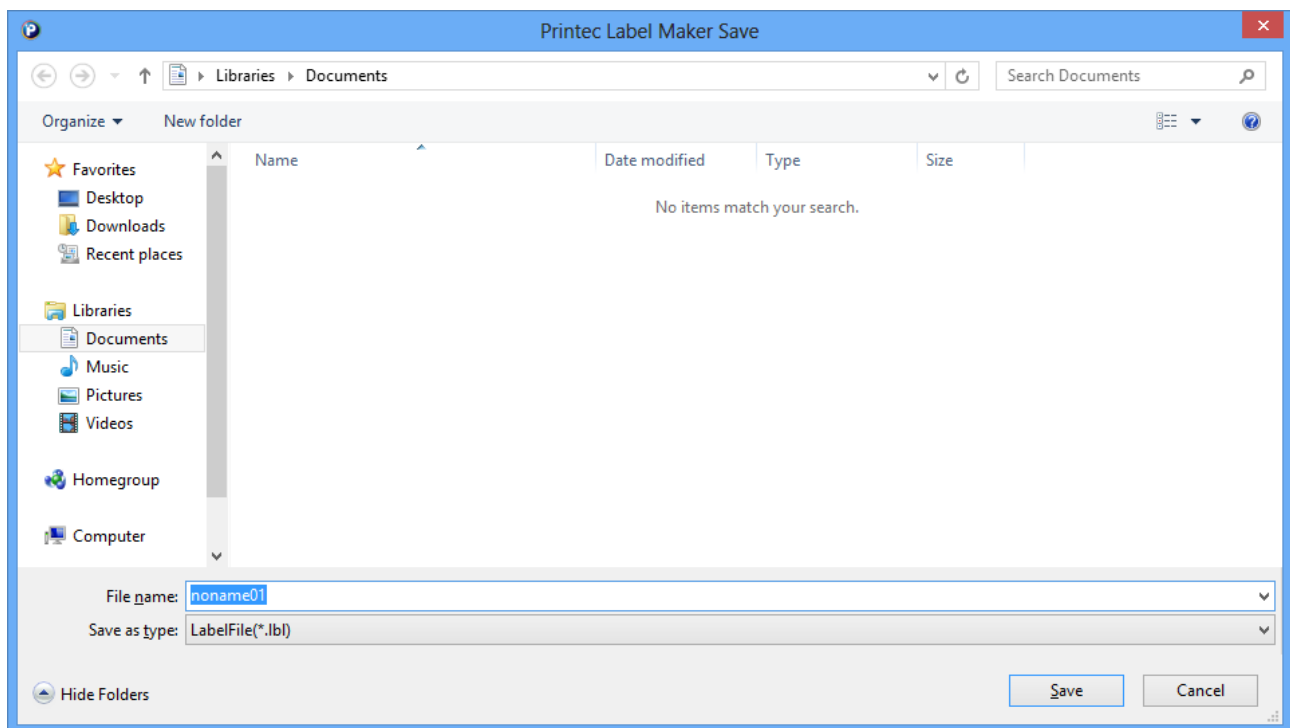 Printec Label Maker Save
Libraries Documents
Search Documents
Organize
New folder
Name
Date modified
Type
Size
No items match your search.
Favorites
Desktop
Downloads
Recent places
Libraries
Documents
Music
Pictures
Videos
Homegroup
Computer
File name: noname01
Save as type: LabelFile(*.lbl)
Hide Folders
Save
Cancel